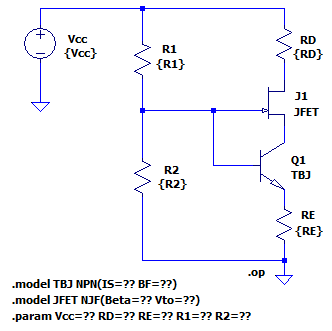 Vcc
{Vcc}
R1
{R1}
RD
{RD}
J1
JFET
Q1
TBJ
R2
{R2}
RE
{RE}
.op
.model TBJ NPN(IS=?? BF=??)
.model JFET NJF(Beta=?? Vto=??)
.param Vcc=?? RD=?? RE=?? R1=?? R2=??